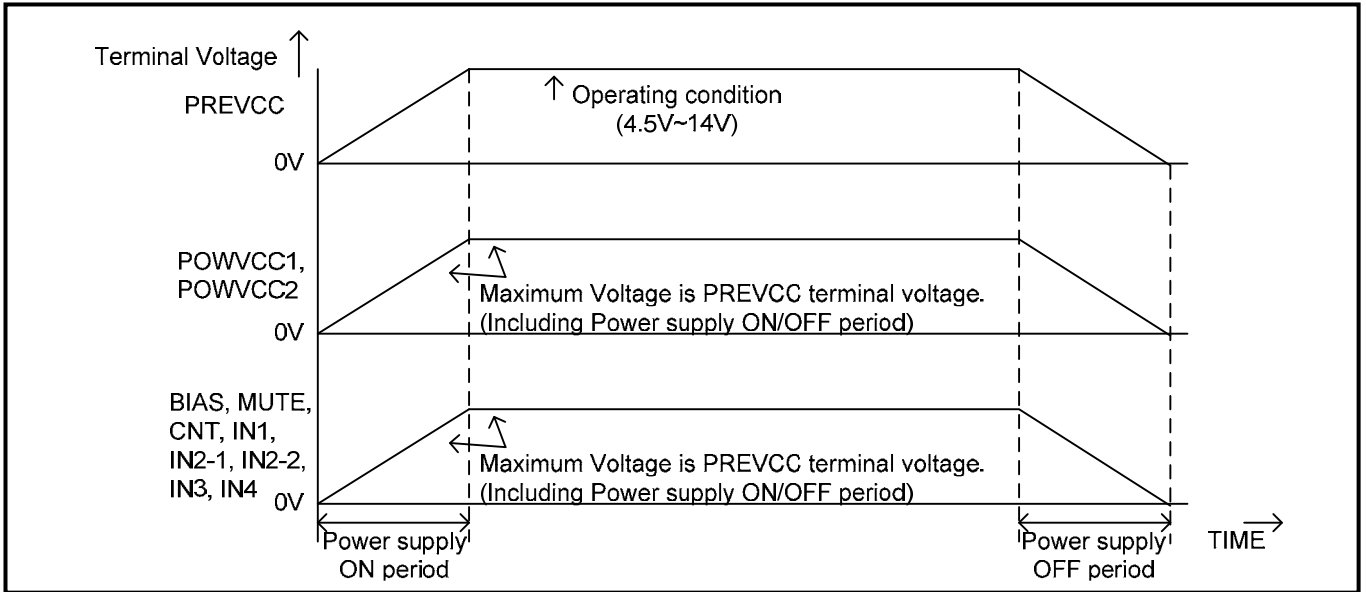 Terminal Voltage ↑
PREVCC
↑ Operating condition
(4.5V~14V)
0V
POWVCC1,
POWVCC2
Maximum Voltage is PREVCC terminal voltage.
(Including Power supply ON/OFF period)
0V
BIAS, MUTE,
CNT, IN1,
IN2-1, IN2-2,
IN3, IN4
Maximum Voltage is PREVCC terminal voltage.
(Including Power supply ON/OFF period)
0V
Power supply
ON period
Power supply
OFF period
TIME